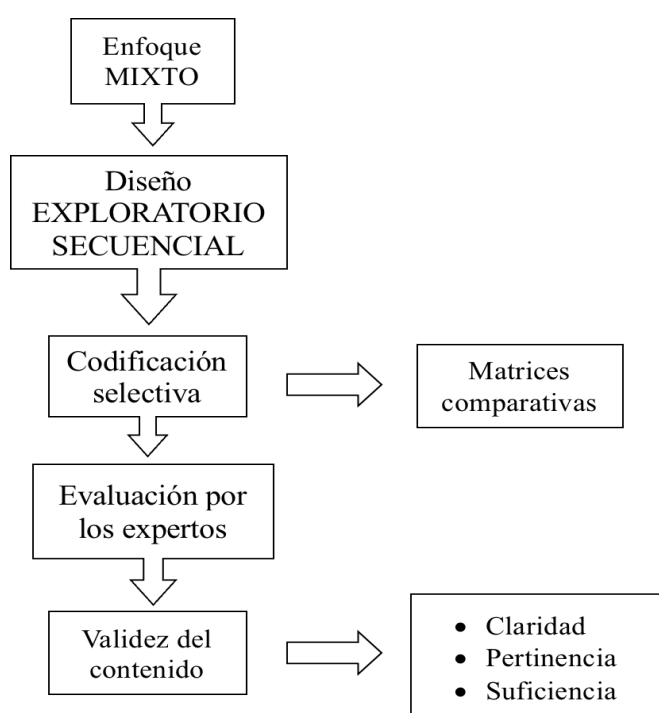 Enfoque
MIXTO
Diseño
EXPLORATORIO
SECUENCIAL
Codificación
selectiva
Matrices
comparativas
Evaluación por
los expertos
Validez del
contenido
• Claridad
• Pertinencia
• Suficiencia